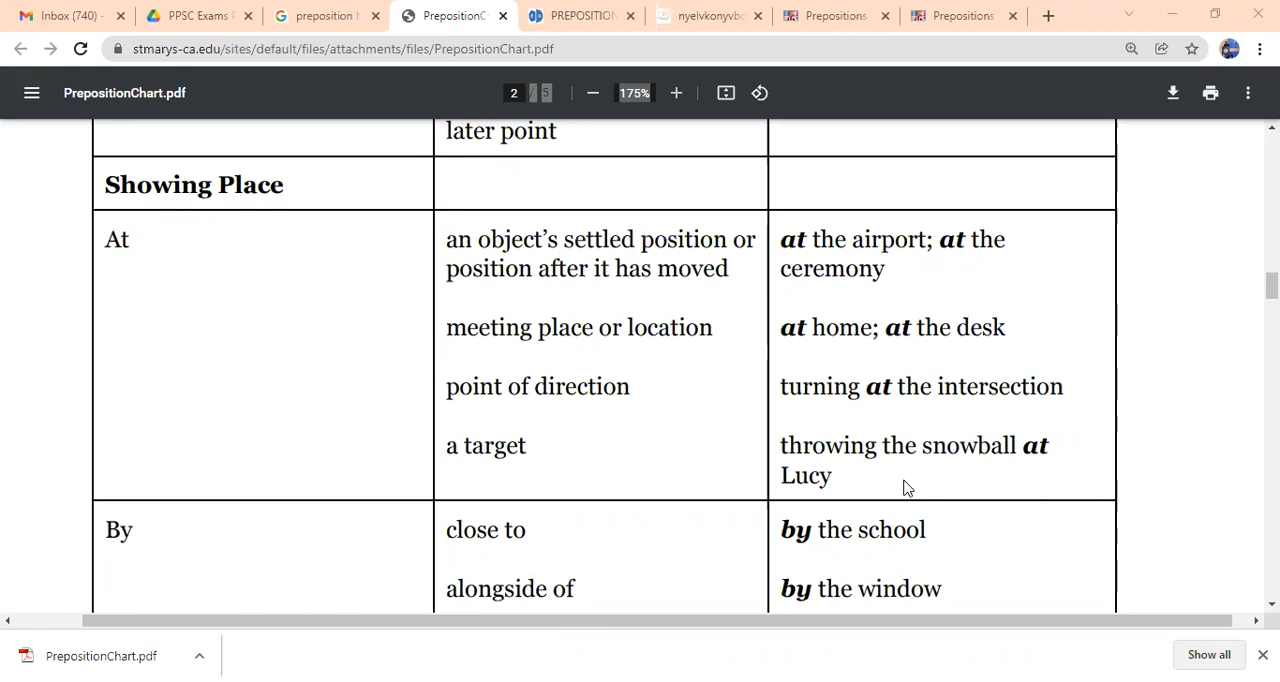 Inbox (740) -
PPSC Exams F
preposition h
PrepositionC
PREPOSITION
nyelvkonyvbo
Prepositions
Prepositions
stmarys-ca.edu/sites/default/files/attachments/files/PrepositionChart.pdf
PrepositionChart.pdf
2 / 5
175%
later point
Showing Place
At
an object's settled position or
position after it has moved
at the airport; at the
ceremony
meeting place or location
at home; at the desk
point of direction
turning at the intersection
a target
throwing the snowball at
Lucy
By
close to
by the school
alongside of
by the window
PrepositionChart.pdf
Show all